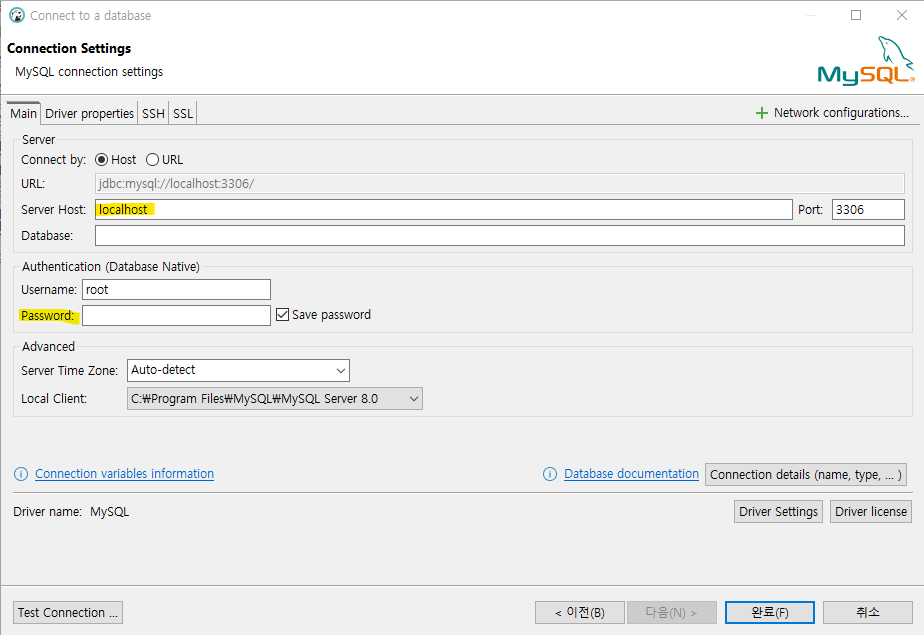 Connect to a database
Connection Settings
MySQL connection settings
MySQL®
Main Driver properties SSH SSL Network configurations...
Server
Connect by: Host URL
URL: jdbc:mysql://localhost:3306/
Server Host: localhost Port: 3306
Database:
Authentication (Database Native)
Username: root
Password: Save password
Advanced
Server Time Zone: Auto-detect
Local Client: C:₩Program Files₩MySQL₩MySQL Server 8.0
Connection variables information Database documentation Connection details (name, type, ... )
Driver name: MySQL Driver Settings Driver license
Test Connection ... < 이전(B) 다음(N) > 완료(F) 취소